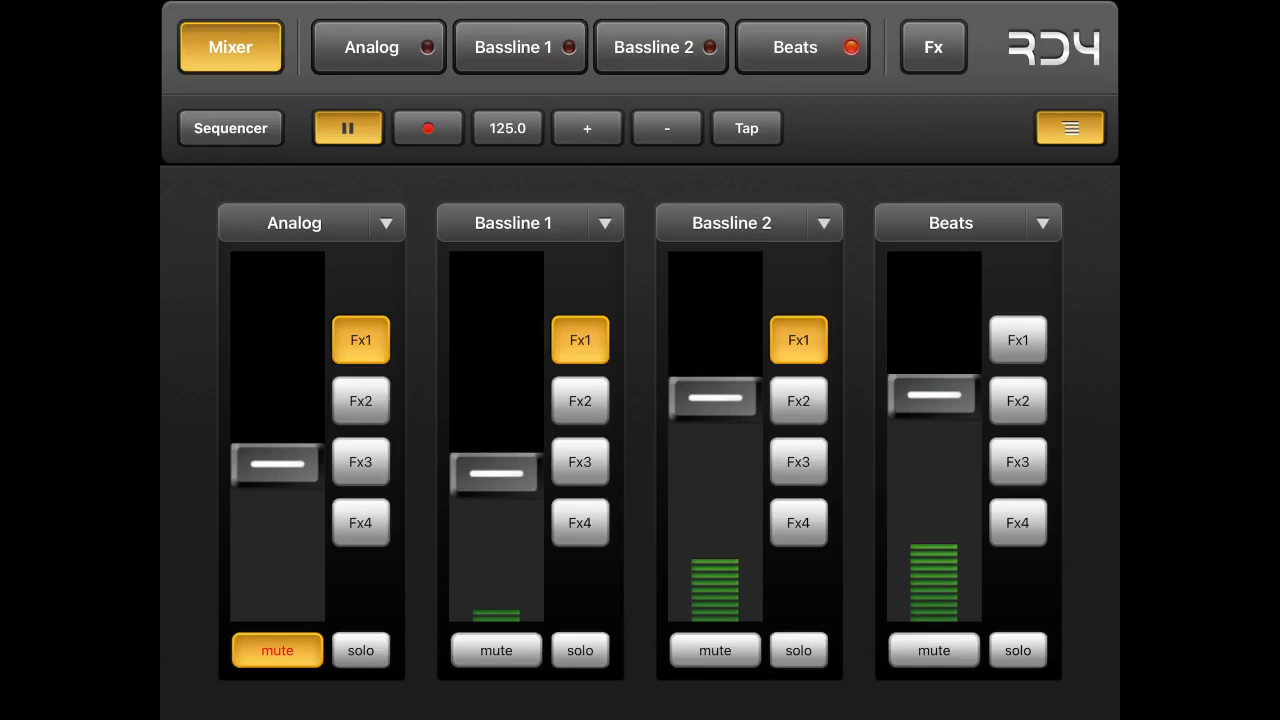 Mixer Analog Bassline 1 Bassline 2 Beats Fx RD4
Sequencer 125.0 + - Tap
Analog Bassline 1 Bassline 2 Beats
Fx1 Fx1 Fx1 Fx1
Fx2 Fx2 Fx2 Fx2
Fx3 Fx3 Fx3 Fx3
Fx4 Fx4 Fx4 Fx4
mute solo mute solo mute solo mute solo